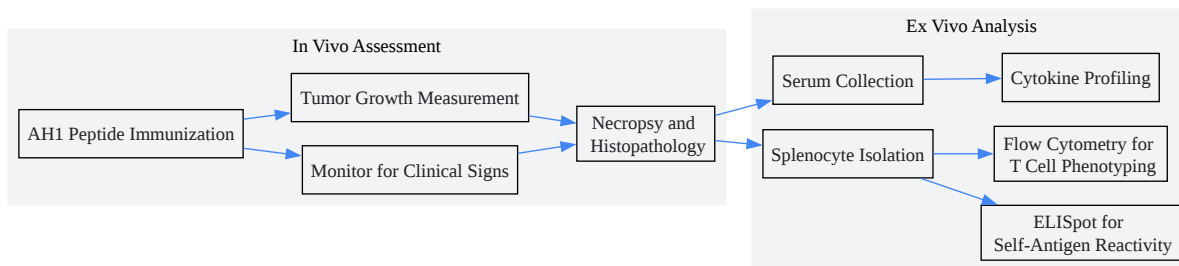 In Vivo Assessment
AH1 Peptide Immunization
Tumor Growth Measurement
Monitor for Clinical Signs
Necropsy and
Histopathology
Ex Vivo Analysis
Serum Collection
Cytokine Profiling
Splenocyte Isolation
Flow Cytometry for
T Cell Phenotyping
ELISpot for
Self-Antigen Reactivity